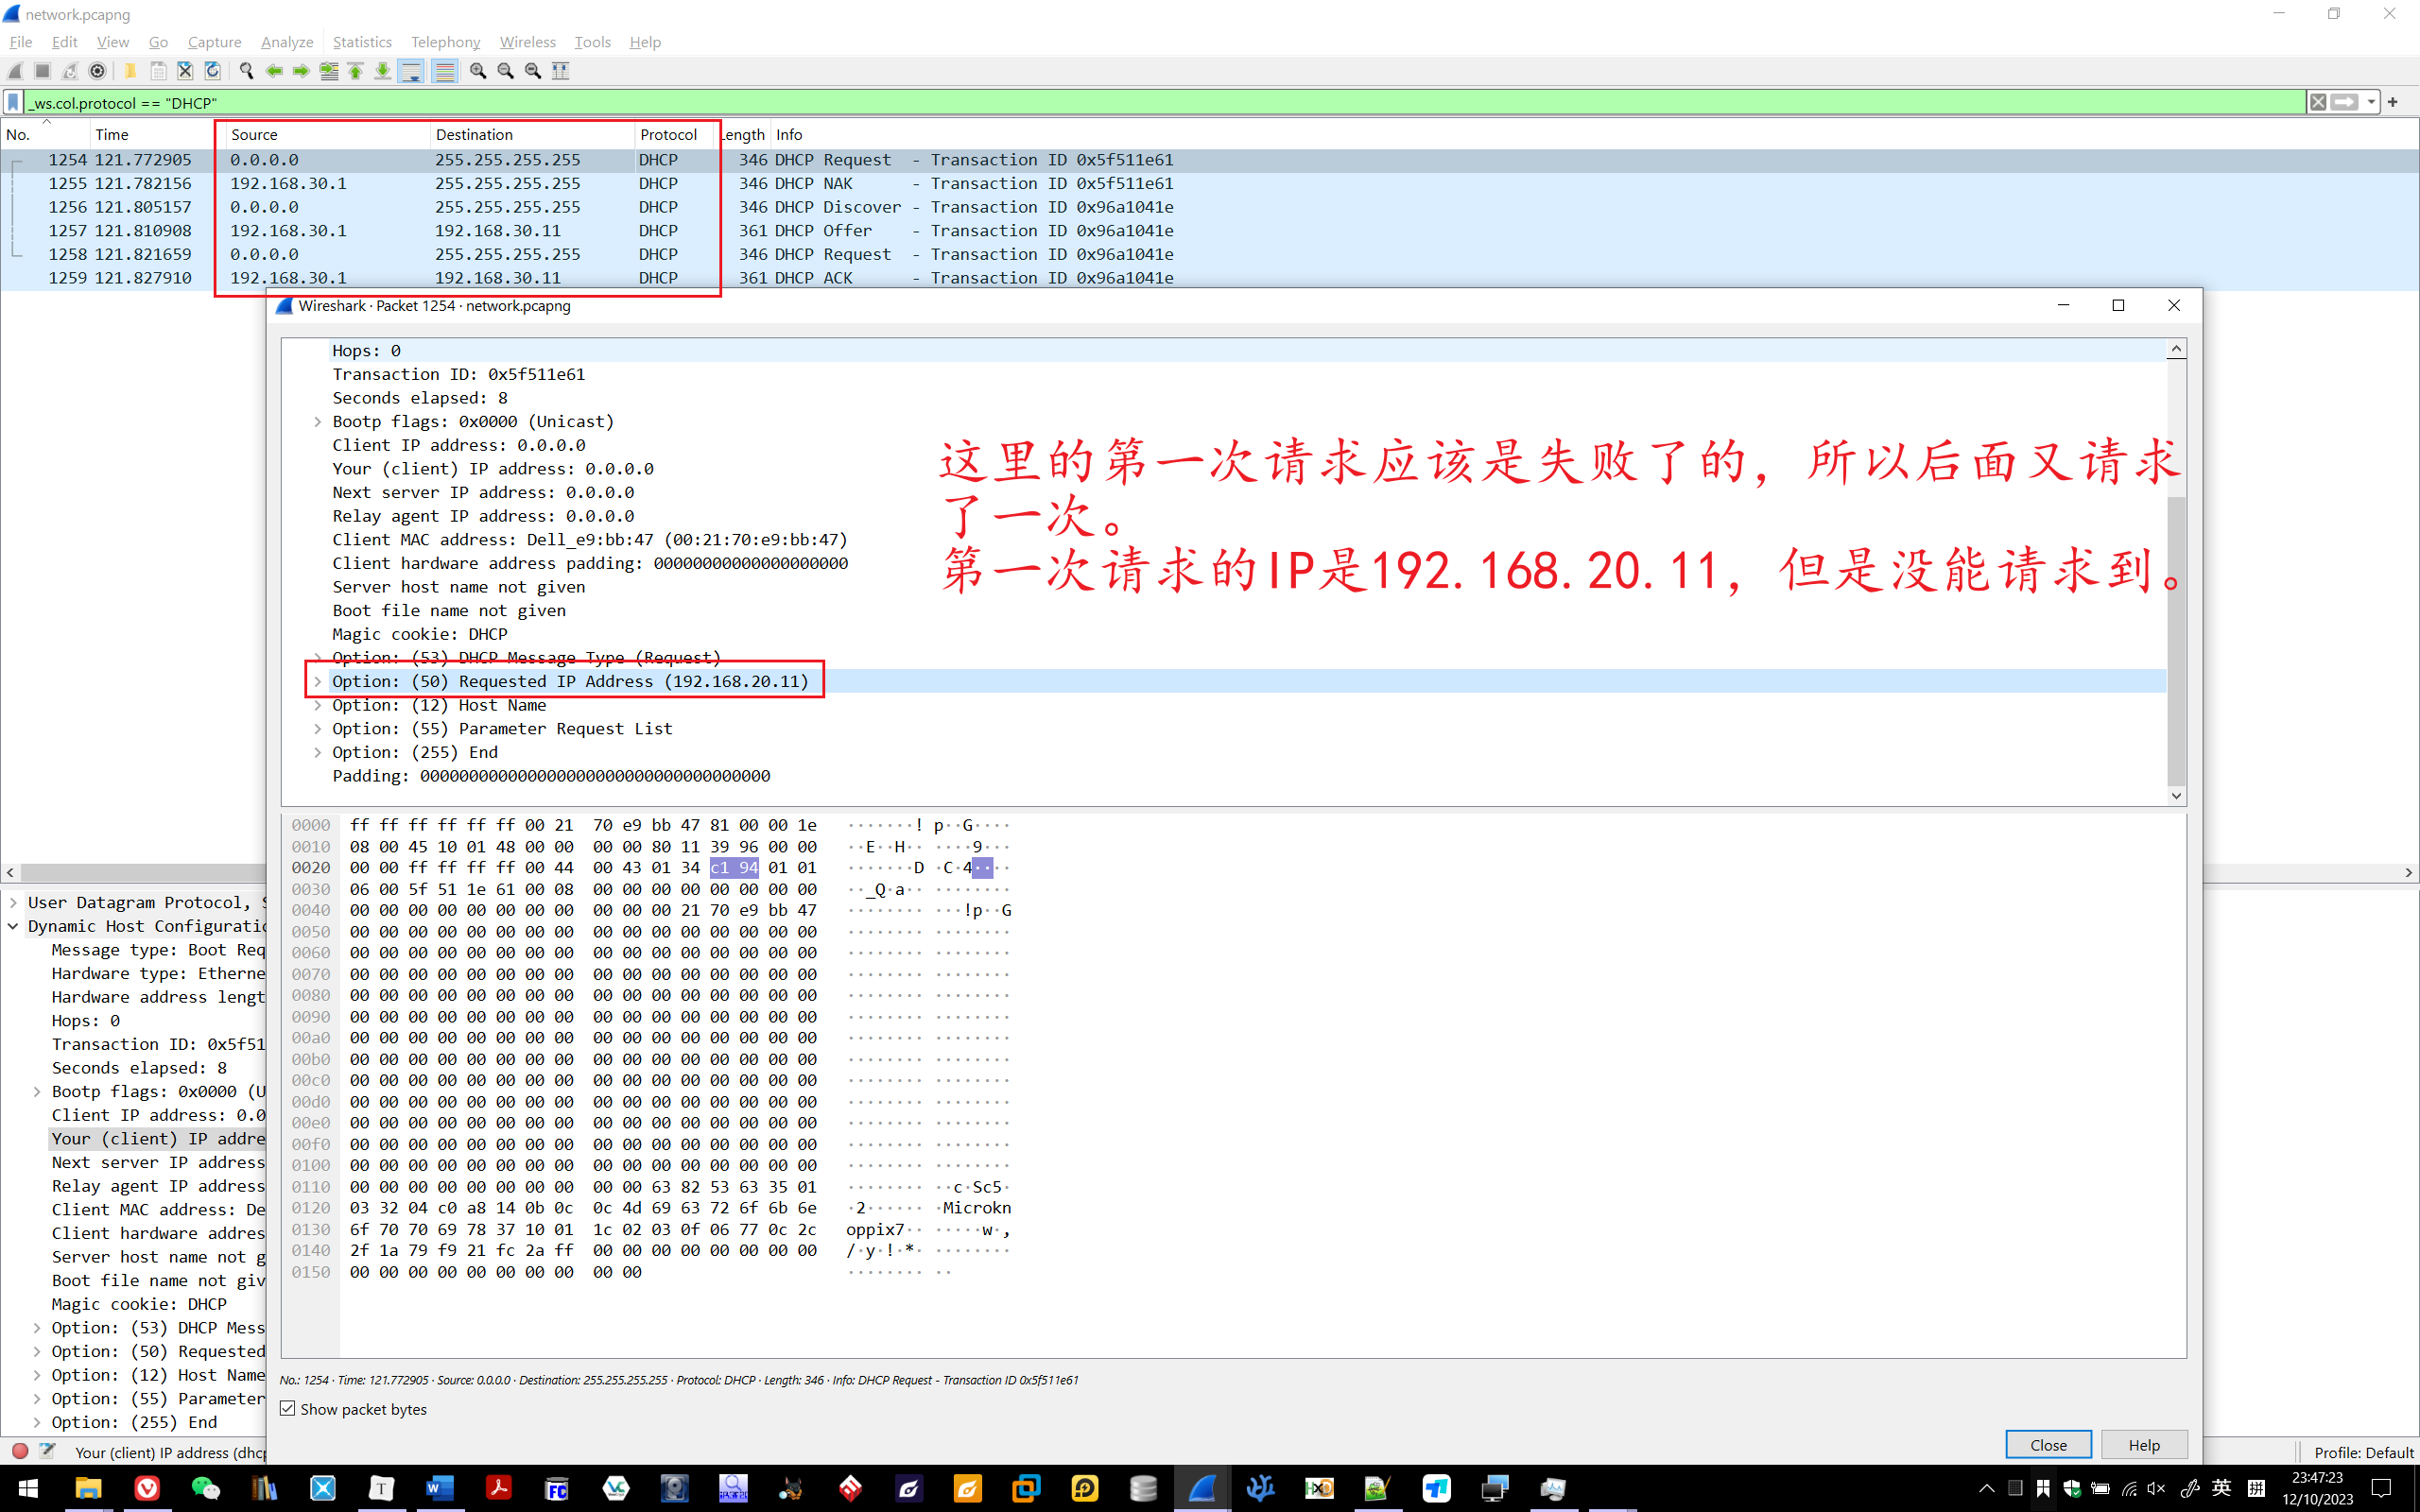 network.pcapng
File Edit View Go Capture Analyze Statistics Telephony Wireless Tools Help
_ws.col.protocol == "DHCP"
No. Time Source Destination Protocol Length Info
1254 121.772905 0.0.0.0 255.255.255.255 DHCP 346 DHCP Request - Transaction ID 0x5f511e61
1255 121.782156 192.168.30.1 255.255.255.255 DHCP 346 DHCP NAK - Transaction ID 0x5f511e61
1256 121.805157 0.0.0.0 255.255.255.255 DHCP 346 DHCP Discover - Transaction ID 0x96a1041e
1257 121.810908 192.168.30.1 192.168.30.11 DHCP 361 DHCP Offer - Transaction ID 0x96a1041e
1258 121.821659 0.0.0.0 255.255.255.255 DHCP 346 DHCP Request - Transaction ID 0x96a1041e
1259 121.827910 192.168.30.1 192.168.30.11 DHCP 361 DHCP ACK - Transaction ID 0x96a1041e
Wireshark · Packet 1254 · network.pcapng
Hops: 0
Transaction ID: 0x5f511e61
Seconds elapsed: 8
Bootp flags: 0x0000 (Unicast)
Client IP address: 0.0.0.0
Your (client) IP address: 0.0.0.0
Next server IP address: 0.0.0.0
Relay agent IP address: 0.0.0.0
Client MAC address: Dell_e9:bb:47 (00:21:70:e9:bb:47)
Client hardware address padding: 00000000000000000000
Server host name not given
Boot file name not given
Magic cookie: DHCP
Option: (53) DHCP Message Type (Request)
Option: (50) Requested IP Address (192.168.20.11)
Option: (12) Host Name
Option: (55) Parameter Request List
Option: (255) End
Padding: 000000000000000000000000000000000000
这里的第一次请求应该是失败了的，所以后面又请求
了一次。
第一次请求的IP是192.168.20.11，但是没能请求到。
0000 ff ff ff ff ff ff 00 21 70 e9 bb 47 81 00 00 1e ·······! p··G····
0010 08 00 45 10 01 48 00 00 00 00 80 11 39 96 00 00 ··E··H·· ····9···
0020 00 00 ff ff ff ff 00 44 00 43 01 34 c1 94 01 01 ·······D ·C·4····
0030 06 00 5f 51 1e 61 00 08 00 00 00 00 00 00 00 00 ··_Q·a·· ········
0040 00 00 00 00 00 00 00 00 00 00 00 21 70 e9 bb 47 ········ ···!p··G
0050 00 00 00 00 00 00 00 00 00 00 00 00 00 00 00 00 ········ ········
0060 00 00 00 00 00 00 00 00 00 00 00 00 00 00 00 00 ········ ········
0070 00 00 00 00 00 00 00 00 00 00 00 00 00 00 00 00 ········ ········
0080 00 00 00 00 00 00 00 00 00 00 00 00 00 00 00 00 ········ ········
0090 00 00 00 00 00 00 00 00 00 00 00 00 00 00 00 00 ········ ········
00a0 00 00 00 00 00 00 00 00 00 00 00 00 00 00 00 00 ········ ········
00b0 00 00 00 00 00 00 00 00 00 00 00 00 00 00 00 00 ········ ········
00c0 00 00 00 00 00 00 00 00 00 00 00 00 00 00 00 00 ········ ········
00d0 00 00 00 00 00 00 00 00 00 00 00 00 00 00 00 00 ········ ········
00e0 00 00 00 00 00 00 00 00 00 00 00 00 00 00 00 00 ········ ········
00f0 00 00 00 00 00 00 00 00 00 00 00 00 00 00 00 00 ········ ········
0100 00 00 00 00 00 00 00 00 00 00 00 00 00 00 00 00 ········ ········
0110 00 00 00 00 00 00 00 00 00 00 63 82 53 63 35 01 ········ ··c·Sc5·
0120 03 32 04 c0 a8 14 0b 0c 0c 4d 69 63 72 6f 6b 6e ·2······ ·Microkn
0130 6f 70 70 69 78 37 10 01 1c 02 03 0f 06 77 0c 2c oppix7·· ·····w·,
0140 2f 1a 79 f9 21 fc 2a ff 00 00 00 00 00 00 00 00 /·y·!·*· ········
0150 00 00 00 00 00 00 00 00 00 00 ········ ··
No.: 1254 · Time: 121.772905 · Source: 0.0.0.0 · Destination: 255.255.255.255 · Protocol: DHCP · Length: 346 · Info: DHCP Request - Transaction ID 0x5f511e61
Show packet bytes
Close Help
User Datagram Protocol, S
Dynamic Host Configuratio
Message type: Boot Req
Hardware type: Etherne
Hardware address lengt
Hops: 0
Transaction ID: 0x5f51
Seconds elapsed: 8
Bootp flags: 0x0000 (U
Client IP address: 0.0
Your (client) IP addre
Next server IP address
Relay agent IP address
Client MAC address: De
Client hardware addres
Server host name not g
Boot file name not giv
Magic cookie: DHCP
Option: (53) DHCP Mess
Option: (50) Requested
Option: (12) Host Name
Option: (55) Parameter
Option: (255) End
Your (client) IP address (dhcp
Profile: Default
英 拼
23:47:23
12/10/2023